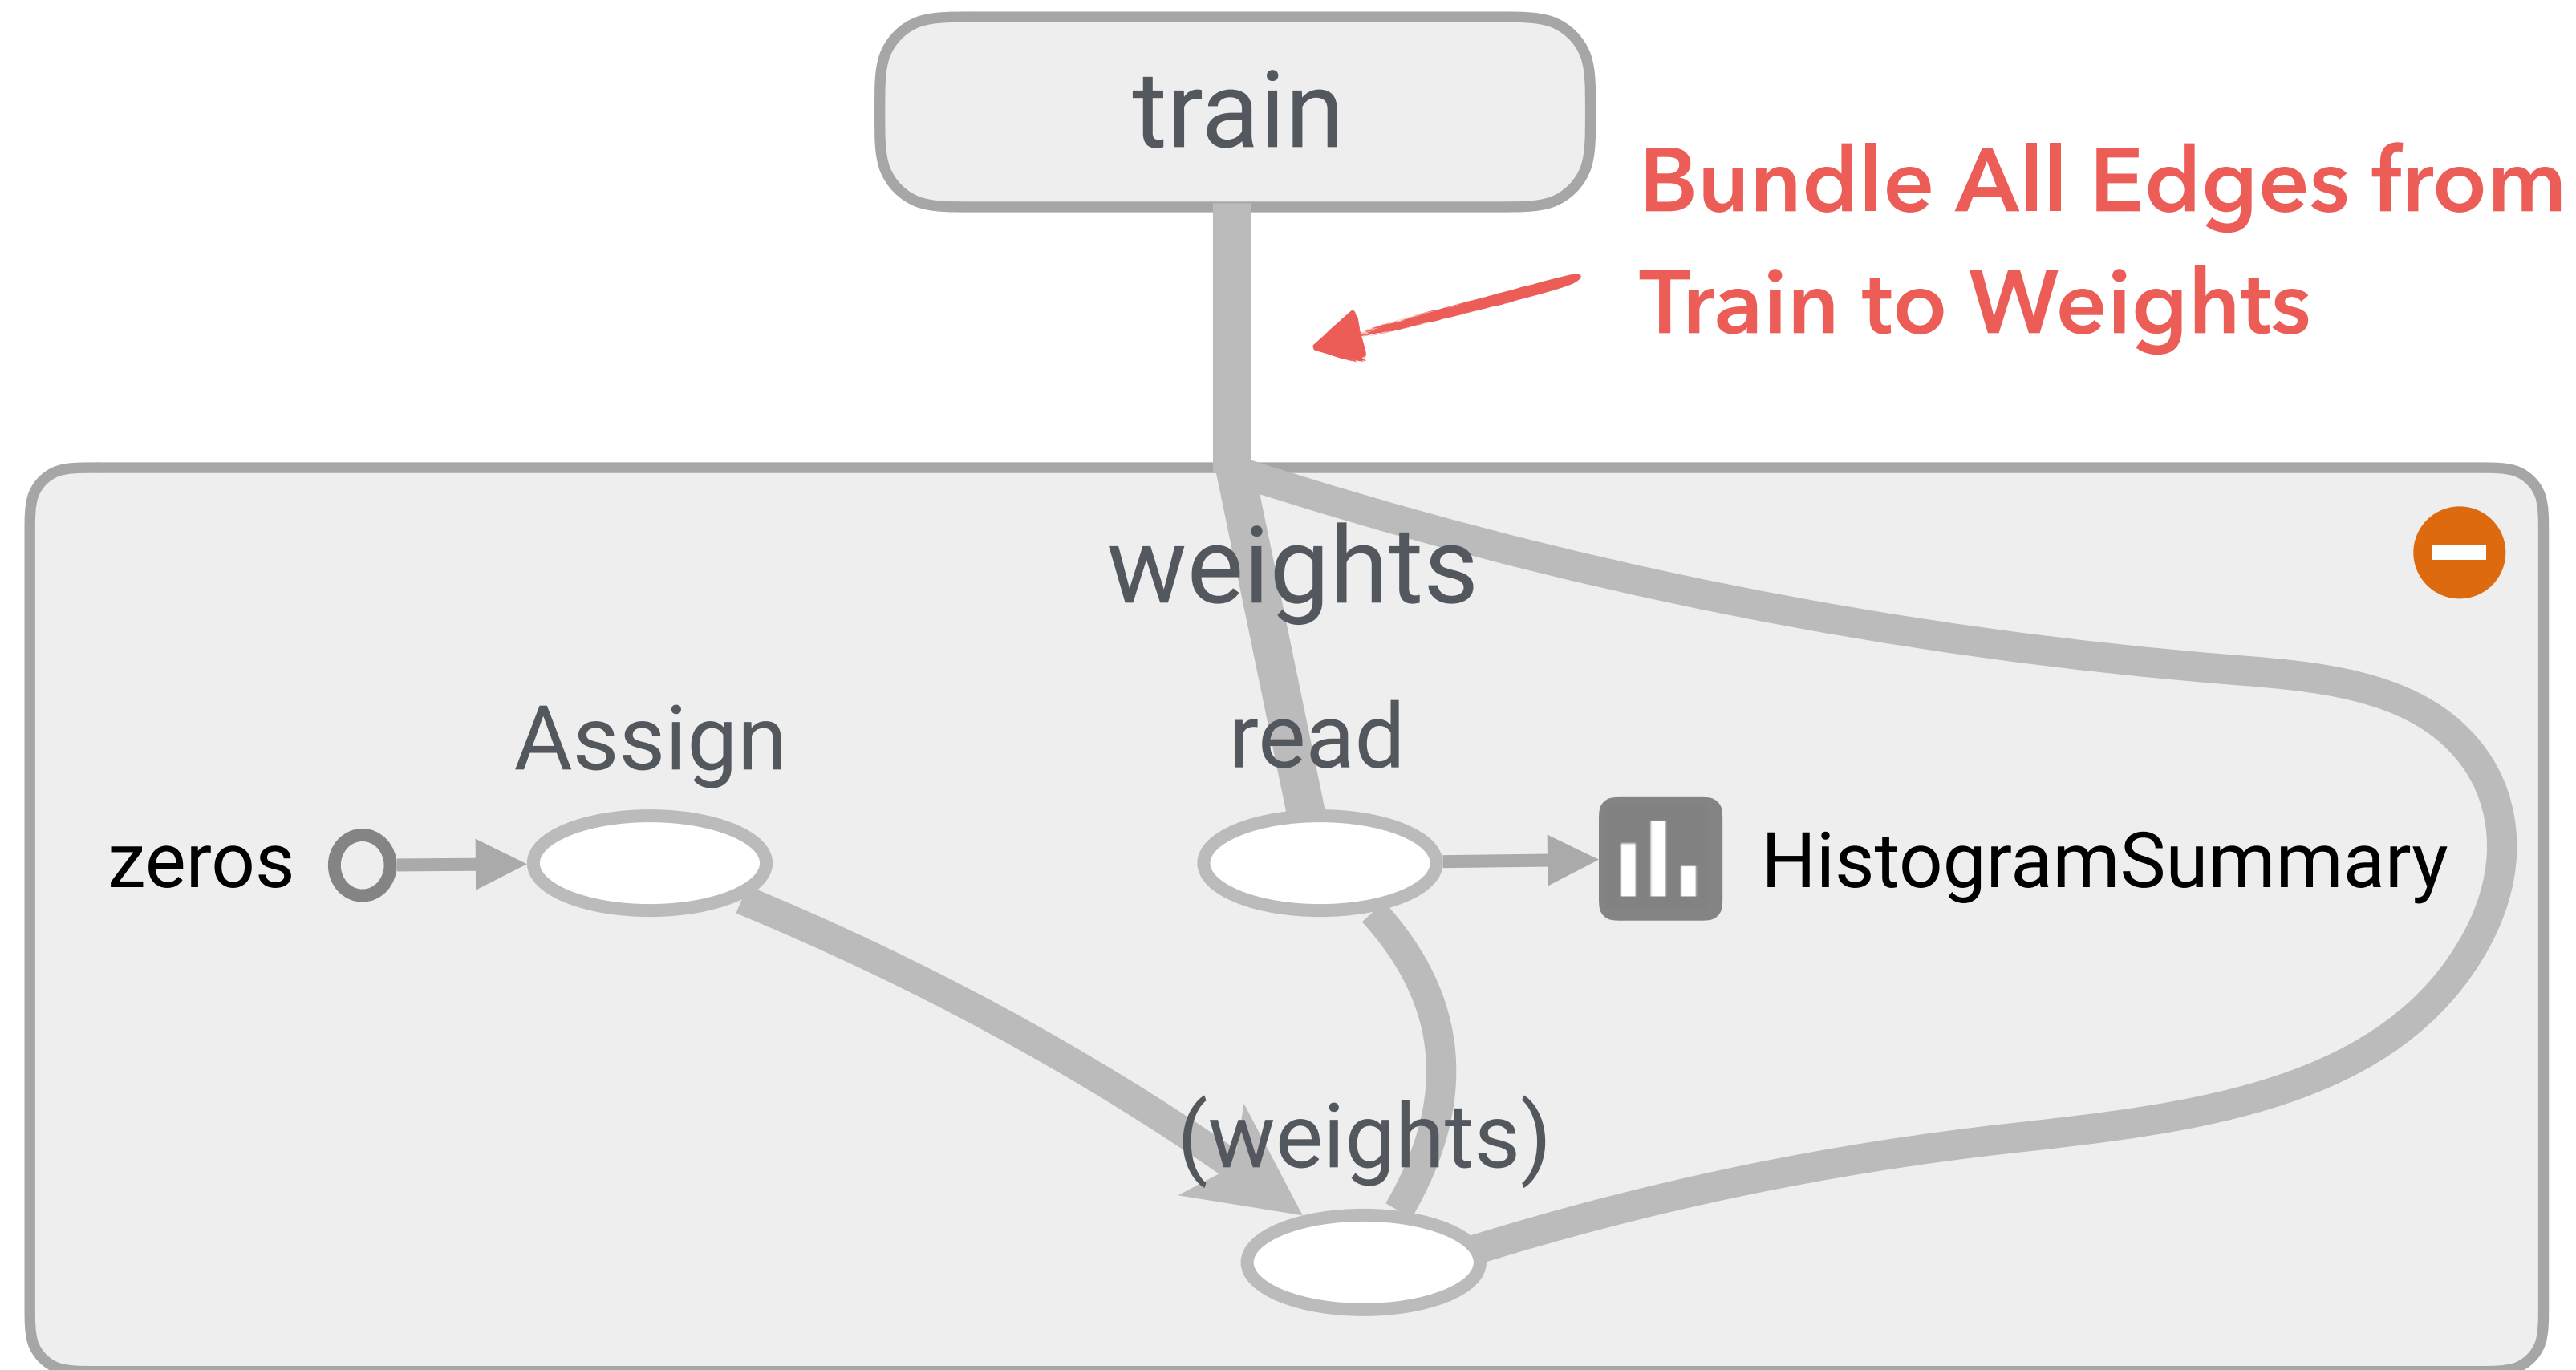 train
Bundle All Edges from
Train to Weights
weights
Assign
read
zeros
HistogramSummary
(weights)